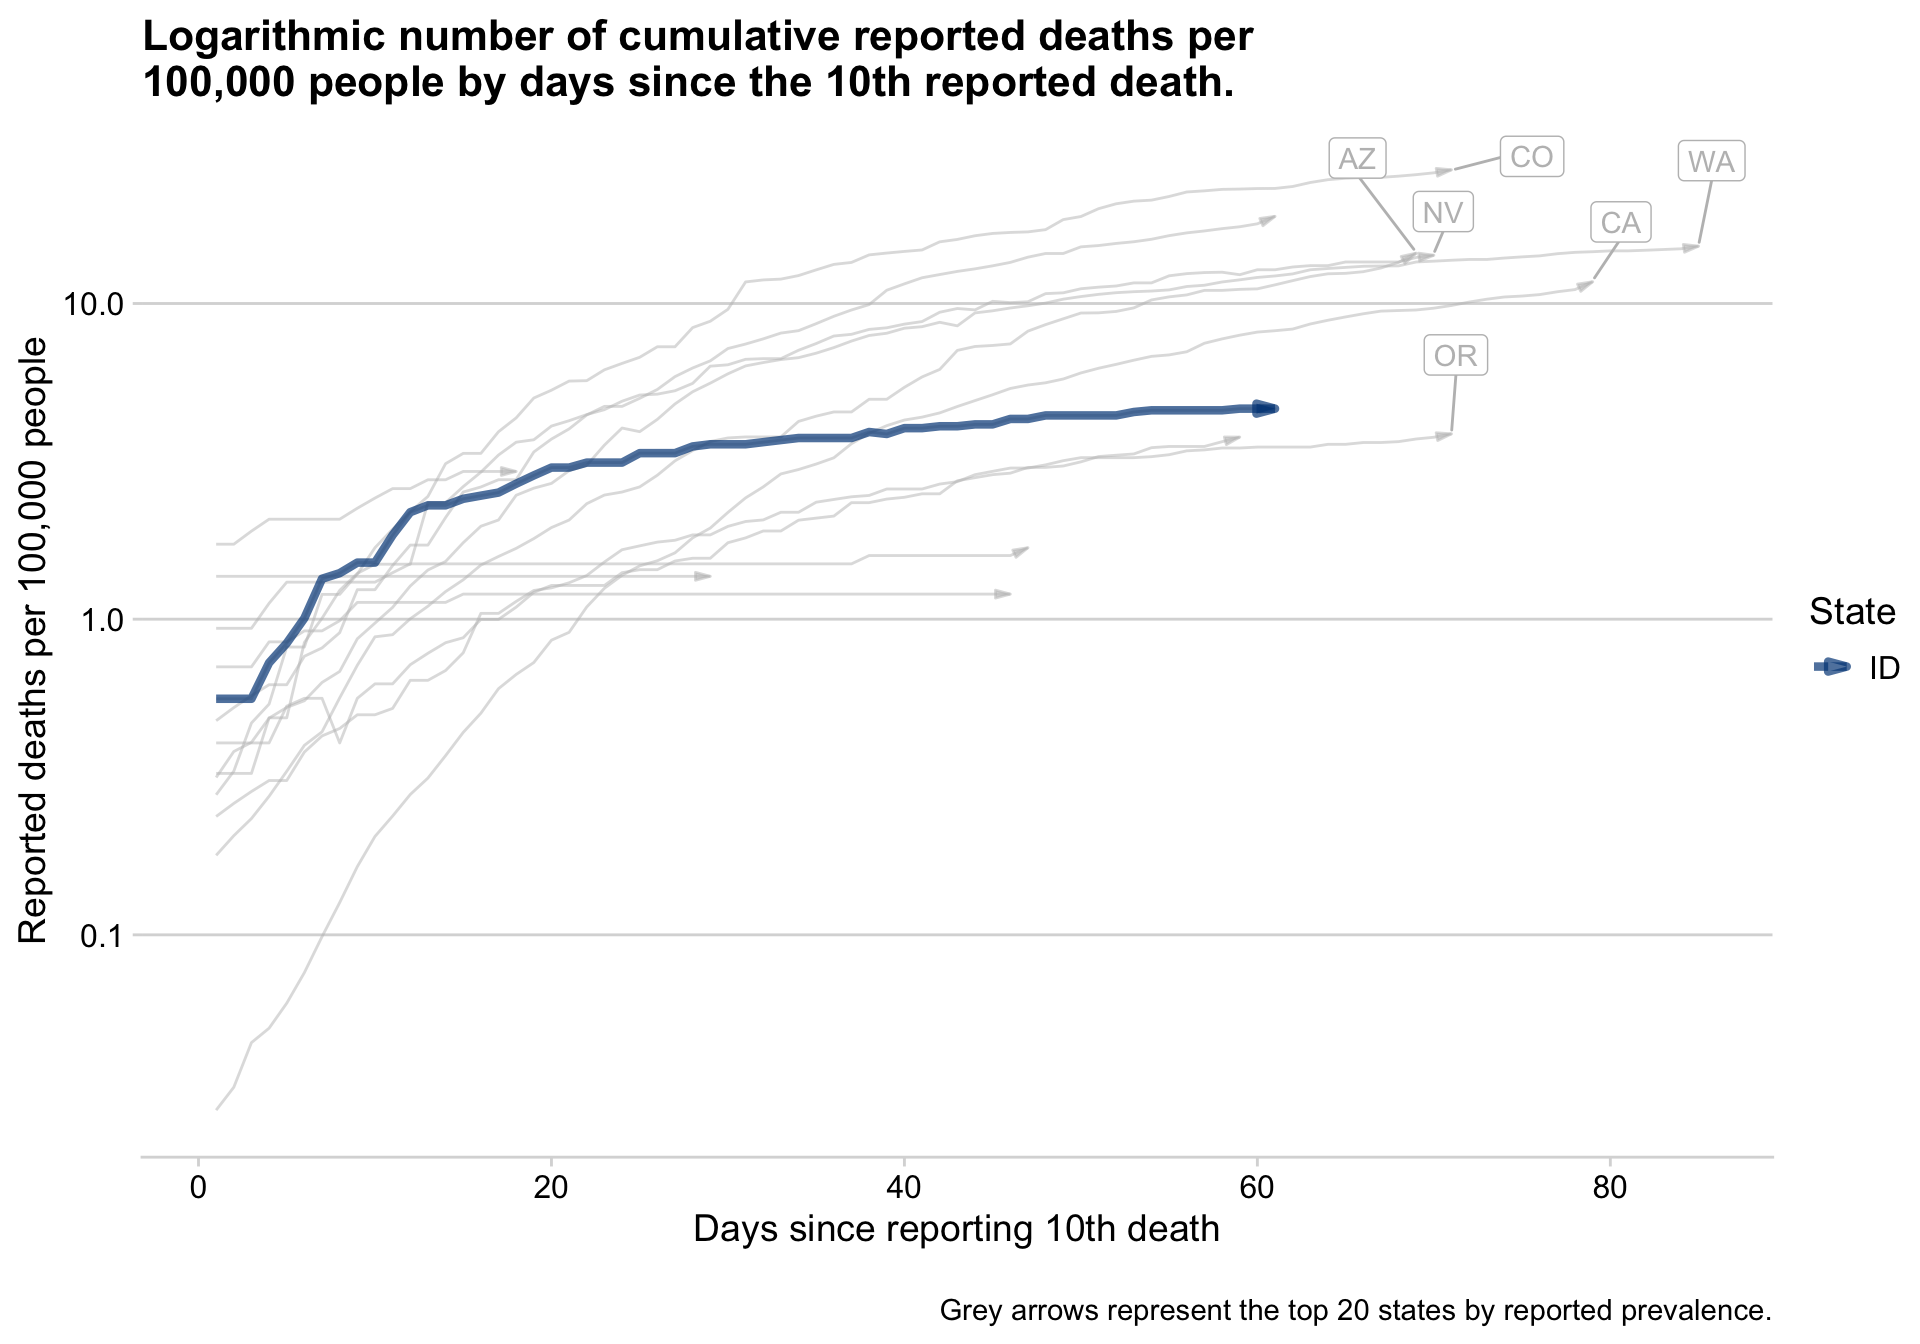 Logarithmic number of cumulative reported deaths per
100,000 people by days since the 10th reported death.
AZ
CO
WA
NV
CA
OR
10.0
1.0
0.1
Reported deaths per 100,000 people
State
ID
0
20
40
60
80
Days since reporting 10th death
Grey arrows represent the top 20 states by reported prevalence.